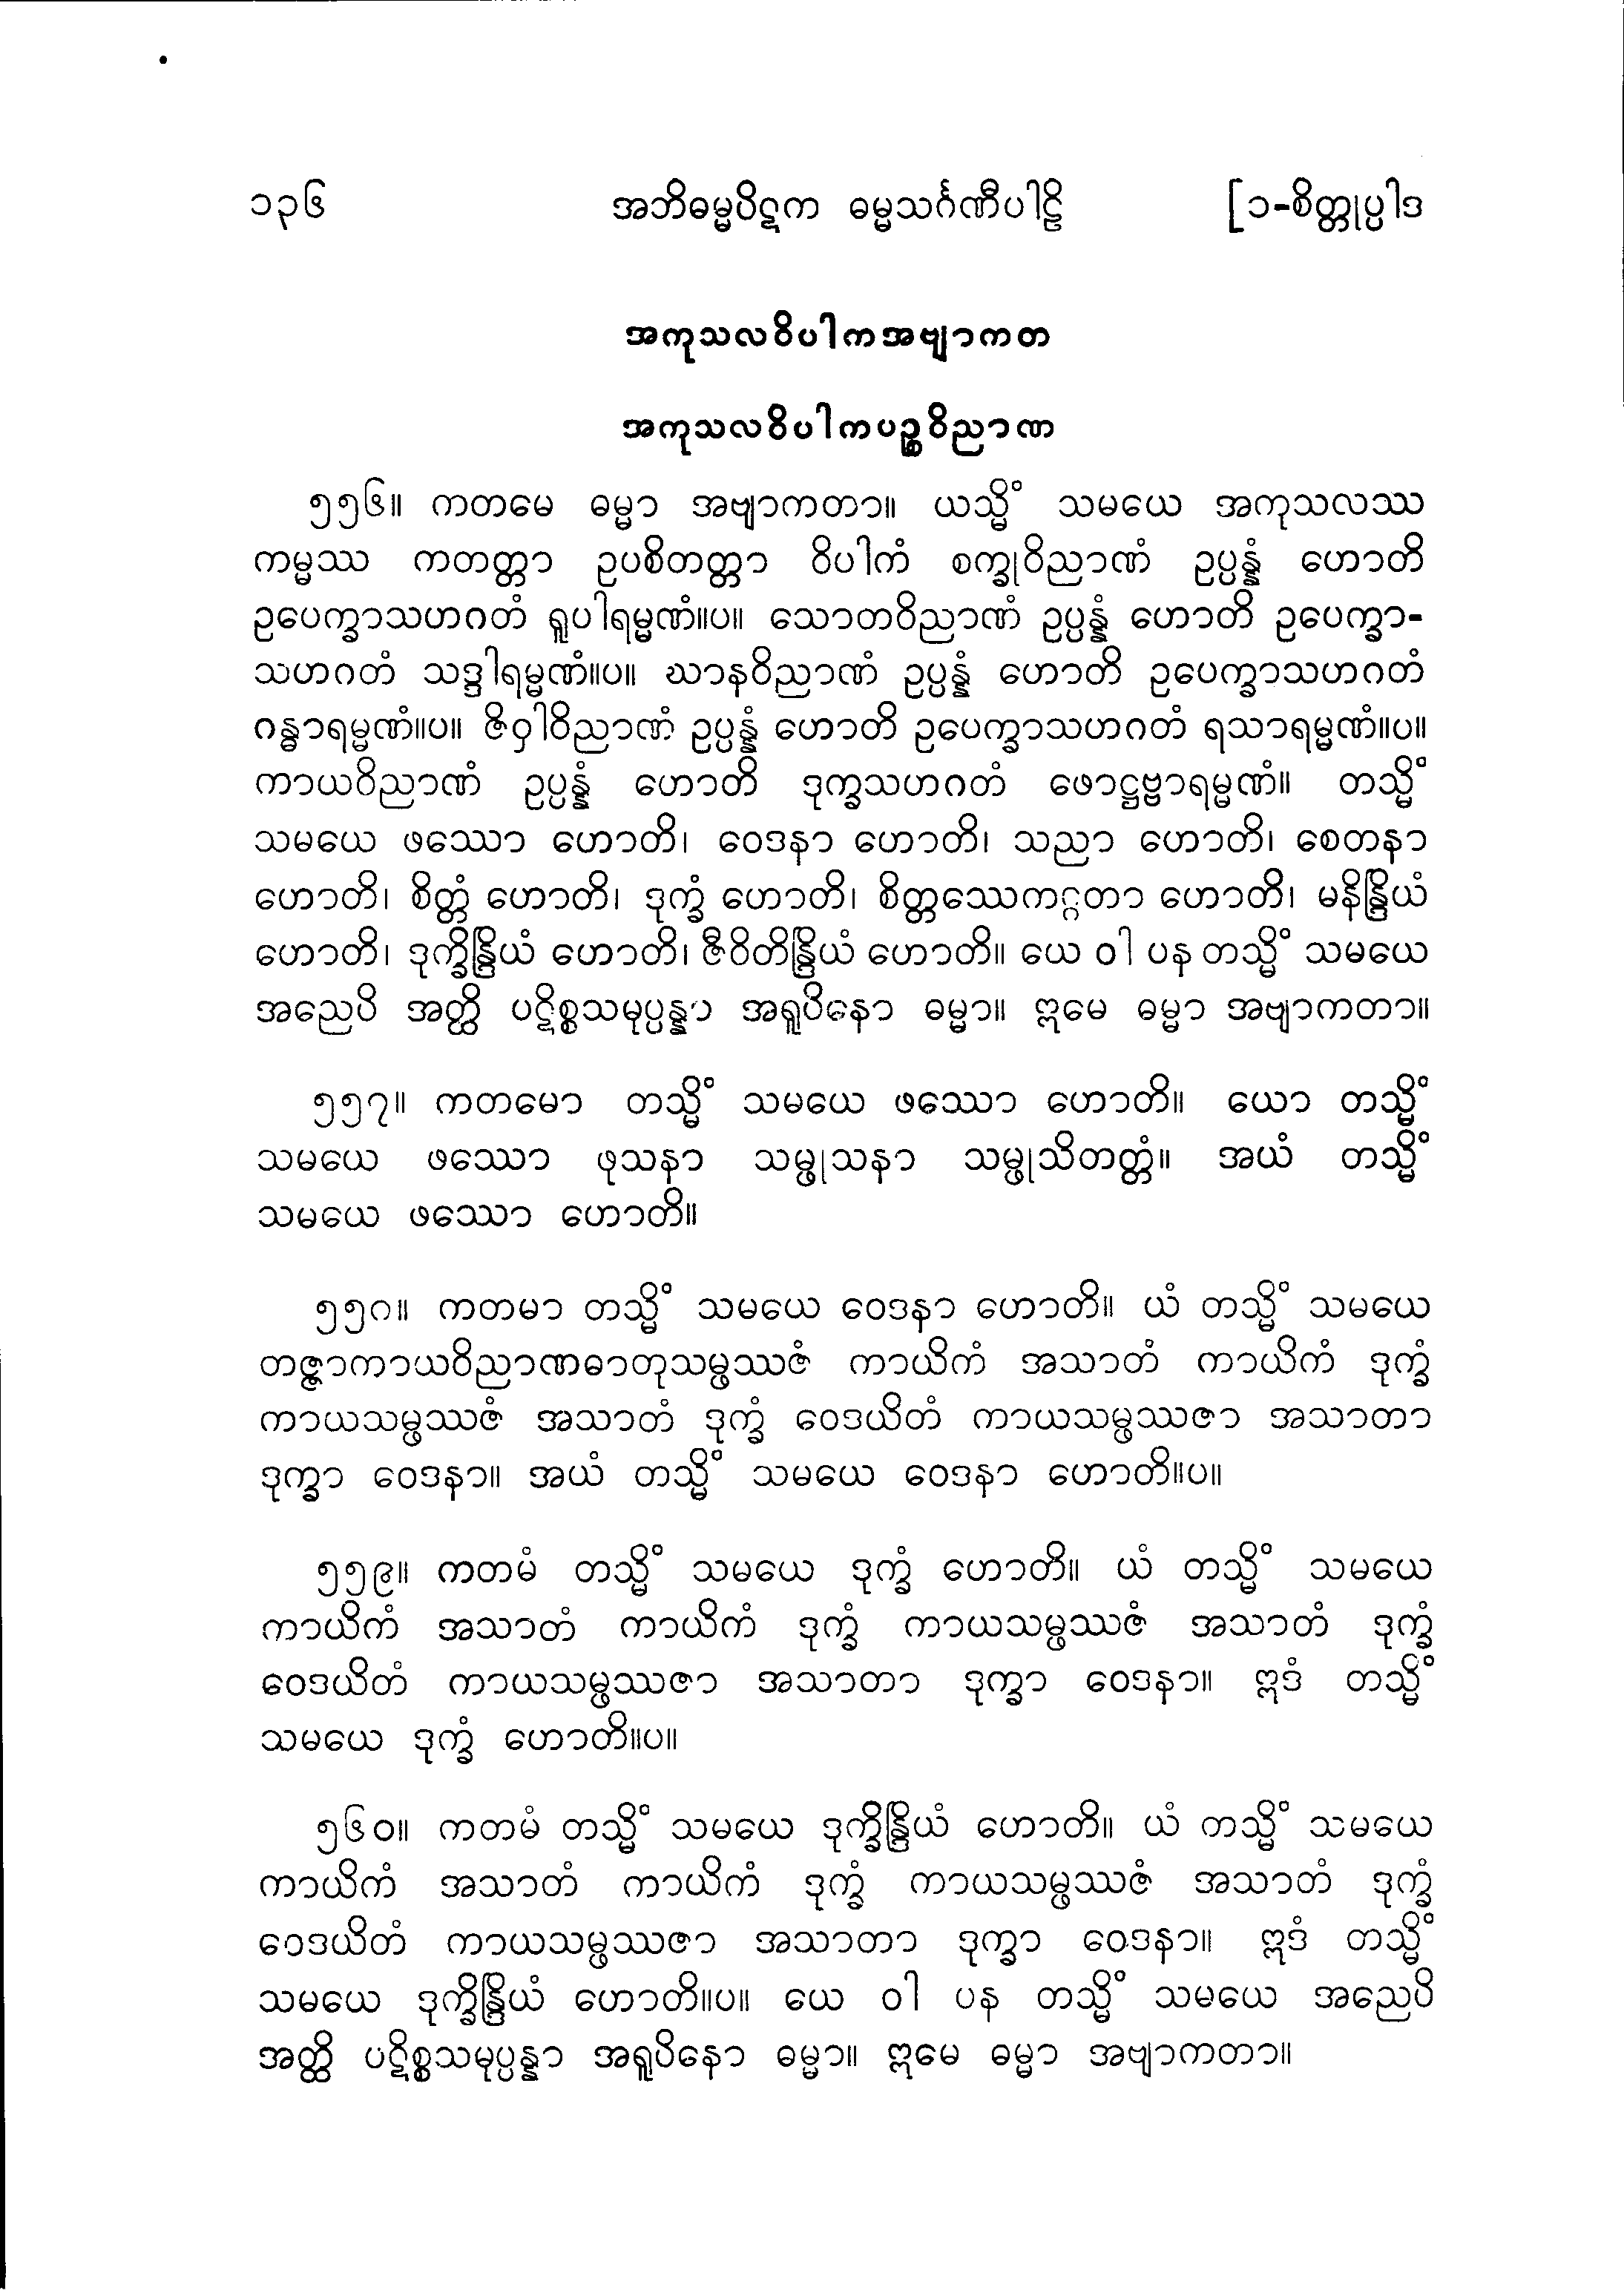 ၁၃၆ အဘိဓမ္မပိဋက ဓမ္မသင်္ဂဏီပါဠိ [၁-စိတ္တုပ္ပါဒ
အကုသလဝိပါကအဗျာကတ
အကုသလဝိပါကပဉ္စဝိညာဏ
၅၅၆။ ကတမေ ဓမ္မာ အဗျာကတာ။ ယသ္မိံ သမယေ အကုသလဿ
ကမ္မဿ ကတတ္တာ ဥပစိတတ္တာ ဝိပါကံ စက္ခုဝိညာဏံ ဥပ္ပန္နံ ဟောတိ
ဥပေက္ခာသဟဂတံ ရူပါရမ္မဏံ။ပ။ သောတဝိညာဏံ ဥပ္ပန္နံ ဟောတိ ဥပေက္ခာ-
သဟဂတံ သဒ္ဒါရမ္မဏံ။ပ။ ဃာနဝိညာဏံ ဥပ္ပန္နံ ဟောတိ ဥပေက္ခာသဟဂတံ
ဂန္ဓာရမ္မဏံ။ပ။ ဇိဝှါဝိညာဏံ ဥပ္ပန္နံ ဟောတိ ဥပေက္ခာသဟဂတံ ရသာရမ္မဏံ။ပ။
ကာယဝိညာဏံ ဥပ္ပန္နံ ဟောတိ ဒုက္ခသဟဂတံ ဖောဋ္ဌဗ္ဗာရမ္မဏံ။ တသ္မိံ
သမယေ ဖဿော ဟောတိ၊ ဝေဒနာ ဟောတိ၊ သညာ ဟောတိ၊ စေတနာ
ဟောတိ၊ စိတ္တံ ဟောတိ၊ ဒုက္ခံ ဟောတိ၊ စိတ္တဿေကဂ္ဂတာ ဟောတိ၊ မနိန္ဒြိယံ
ဟောတိ၊ ဒုက္ခိန္ဒြိယံ ဟောတိ၊ ဇီဝိတိန္ဒြိယံ ဟောတိ။ ယေ ဝါ ပန တသ္မိံ သမယေ
အညေပိ အတ္ထိ ပဋိစ္စသမုပ္ပန္နာ အရူပိနော ဓမ္မာ။ ဣမေ ဓမ္မာ အဗျာကတာ။
၅၅၇။ ကတမော တသ္မိံ သမယေ ဖဿော ဟောတိ။ ယော တသ္မိံ
သမယေ ဖဿော ဖုသနာ သမ္ဖုသနာ သမ္ဖုသိတတ္တံ။ အယံ တသ္မိံ
သမယေ ဖဿော ဟောတိ။
၅၅၈။ ကတမာ တသ္မိံ သမယေ ဝေဒနာ ဟောတိ။ ယံ တသ္မိံ သမယေ
တဇ္ဇာကာယဝိညာဏဓာတုသမ္ဖဿဇံ ကာယိကံ အသာတံ ကာယိကံ ဒုက္ခံ
ကာယသမ္ဖဿဇံ အသာတံ ဒုက္ခံ ဝေဒယိတံ ကာယသမ္ဖဿဇာ အသာတာ
ဒုက္ခာ ဝေဒနာ။ အယံ တသ္မိံ သမယေ ဝေဒနာ ဟောတိ။ပ။
၅၅၉။ ကတမံ တသ္မိံ သမယေ ဒုက္ခံ ဟောတိ။ ယံ တသ္မိံ သမယေ
ကာယိကံ အသာတံ ကာယိကံ ဒုက္ခံ ကာယသမ္ဖဿဇံ အသာတံ ဒုက္ခံ
ဝေဒယိတံ ကာယသမ္ဖဿဇာ အသာတာ ဒုက္ခာ ဝေဒနာ။ ဣဒံ တသ္မိံ
သမယေ ဒုက္ခံ ဟောတိ။ပ။
၅၆၀။ ကတမံ တသ္မိံ သမယေ ဒုက္ခိန္ဒြိယံ ဟောတိ။ ယံ တသ္မိံ သမယေ
ကာယိကံ အသာတံ ကာယိကံ ဒုက္ခံ ကာယသမ္ဖဿဇံ အသာတံ ဒုက္ခံ
ဝေဒယိတံ ကာယသမ္ဖဿဇာ အသာတာ ဒုက္ခာ ဝေဒနာ။ ဣဒံ တသ္မိံ
သမယေ ဒုက္ခိန္ဒြိယံ ဟောတိ။ပ။ ယေ ဝါ ပန တသ္မိံ သမယေ အညေပိ
အတ္ထိ ပဋိစ္စသမုပ္ပန္နာ အရူပိနော ဓမ္မာ။ ဣမေ ဓမ္မာ အဗျာကတာ။